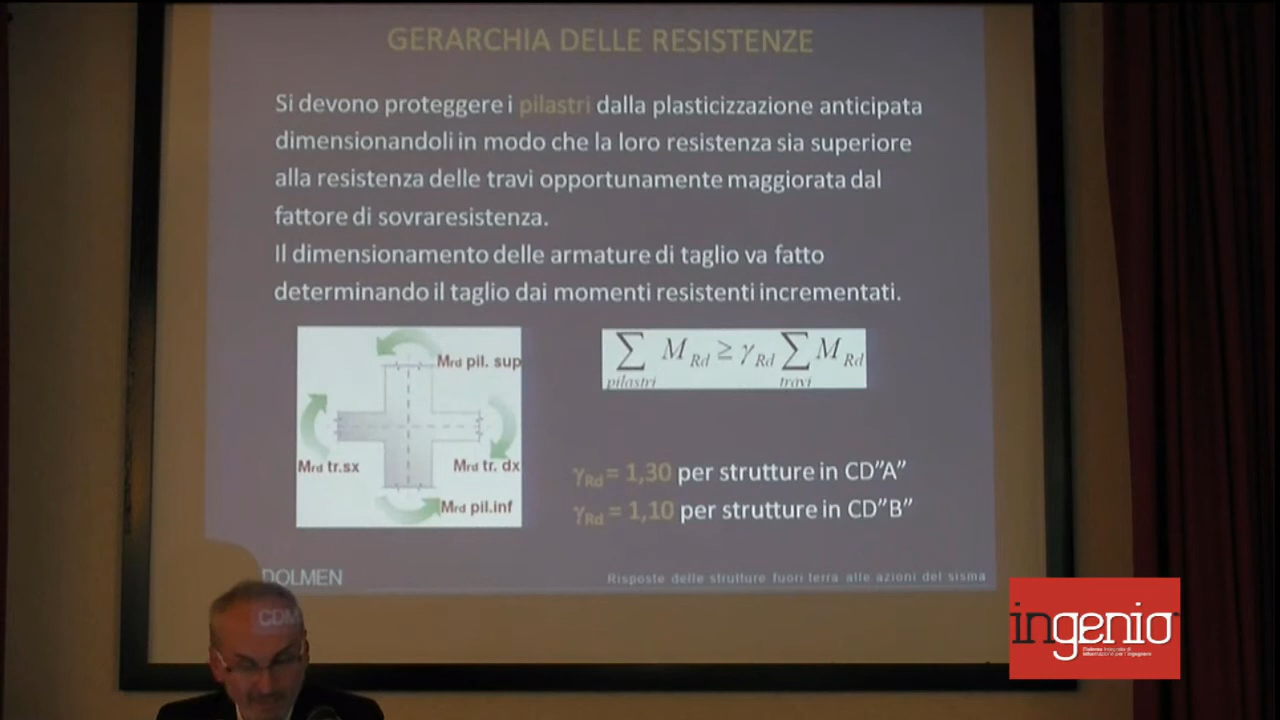 GERARCHIA DELLE RESISTENZE
Si devono proteggere i pilastri dalla plasticizzazione anticipata
dimensionandoli in modo che la loro resistenza sia superiore
alla resistenza delle travi opportunamente maggiorata dal
fattore di sovraresistenza.
Il dimensionamento delle armature di taglio va fatto
determinando il taglio dai momenti resistenti incrementati.
Mrd pil. sup
Mrd tr.sx
Mrd tr. dx
Mrd pil.inf
∑ M Rd ≥ γ Rd ∑ M Rd
pilastri travi
γRd = 1,30 per strutture in CD"A"
γRd = 1,10 per strutture in CD"B"
DOLMEN
Risposte delle strutture fuori terra alle azioni del sisma
CDM
ingenio